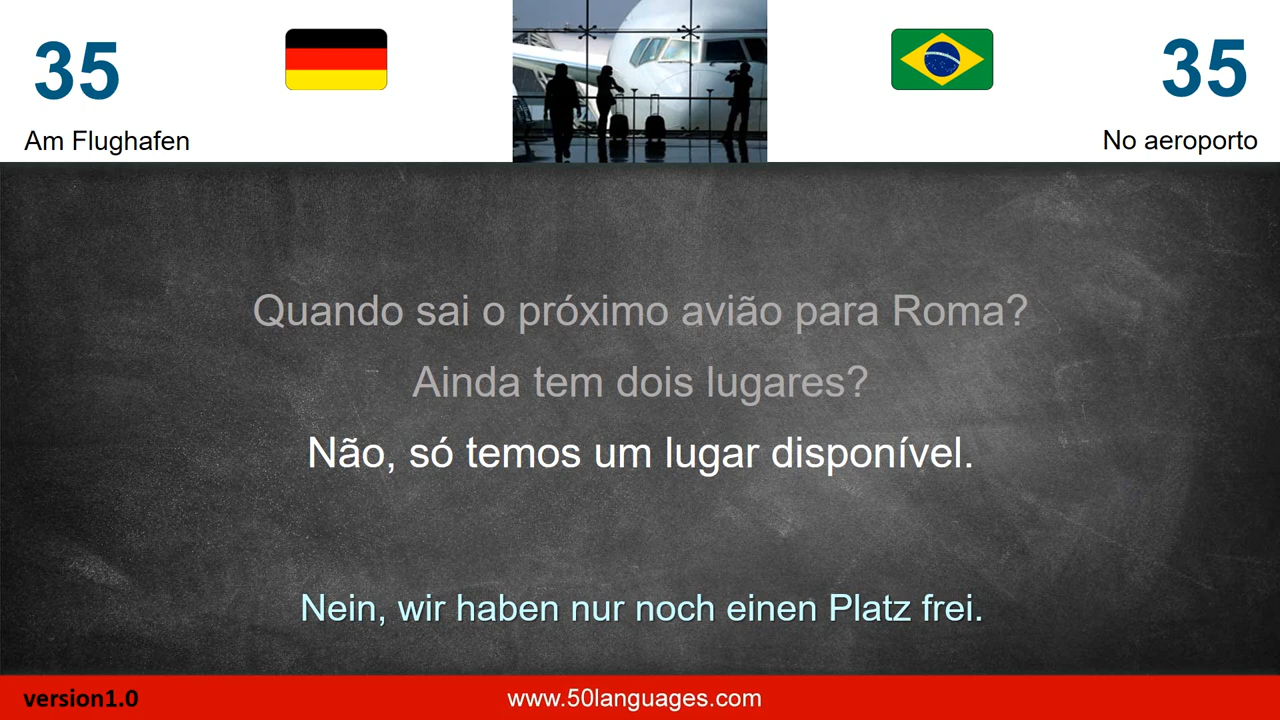 35
35
Am Flughafen
No aeroporto
Quando sai o próximo avião para Roma?
Ainda tem dois lugares?
Não, só temos um lugar disponível.
Nein, wir haben nur noch einen Platz frei.
version1.0
www.50languages.com